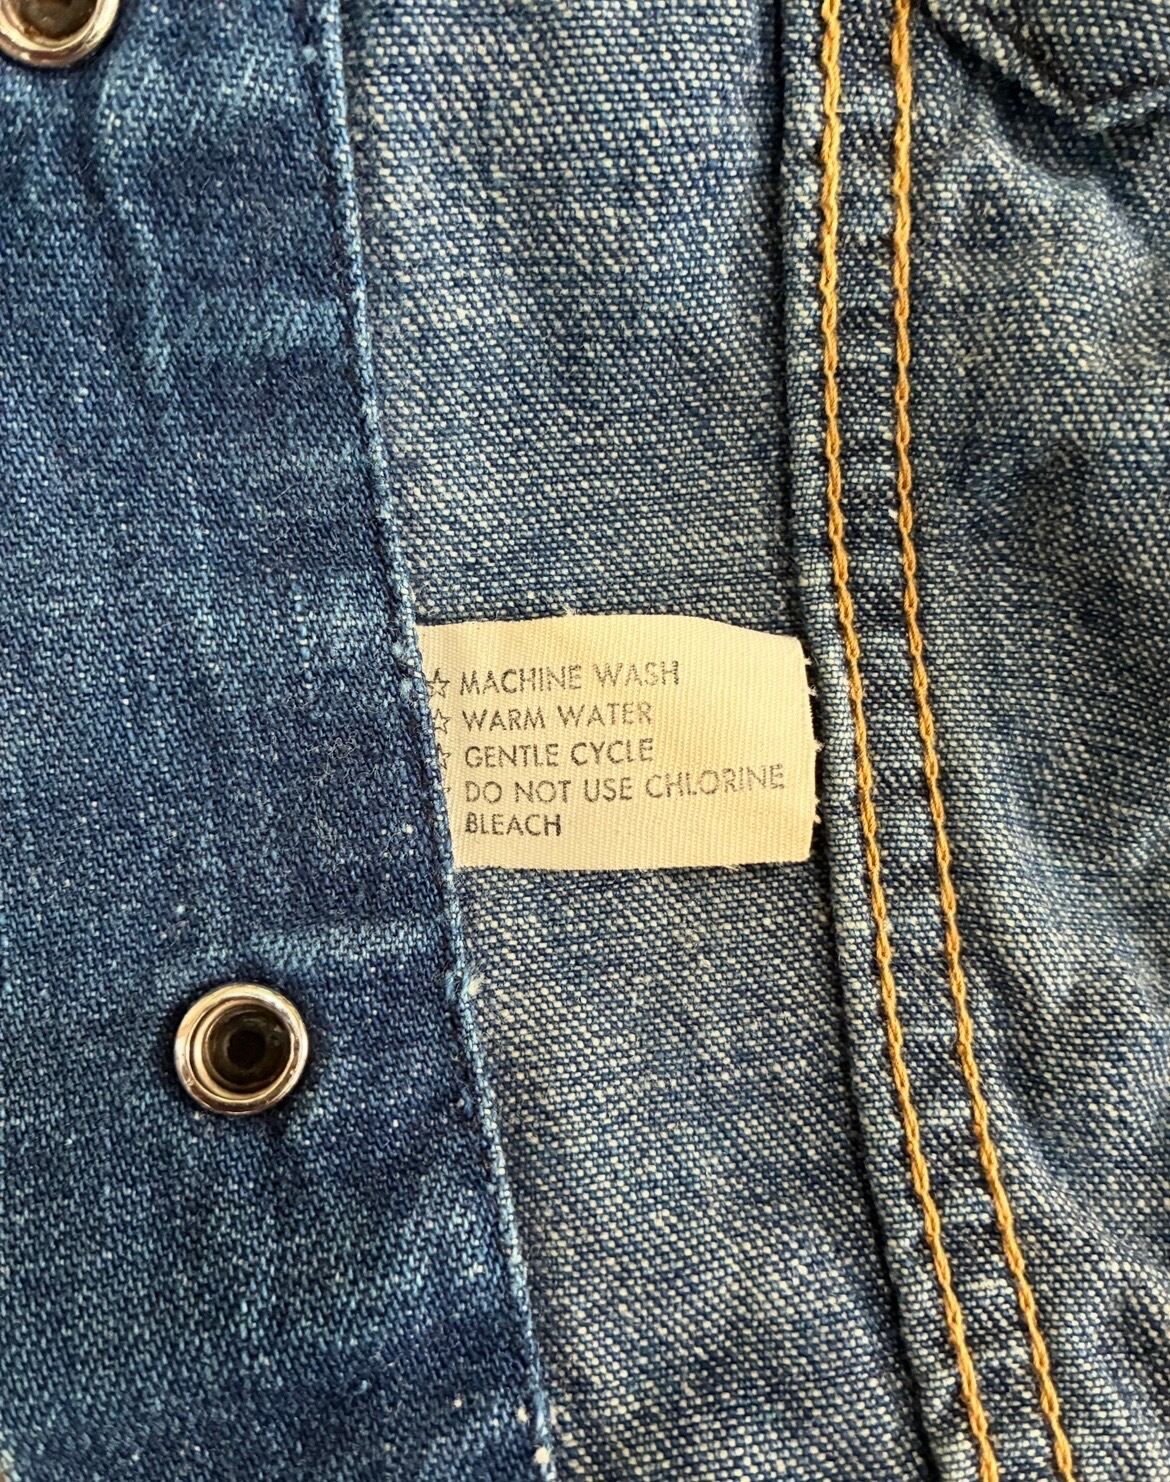 ☆ MACHINE WASH
☆ WARM WATER
☆ GENTLE CYCLE
☆ DO NOT USE CHLORINE
BLEACH